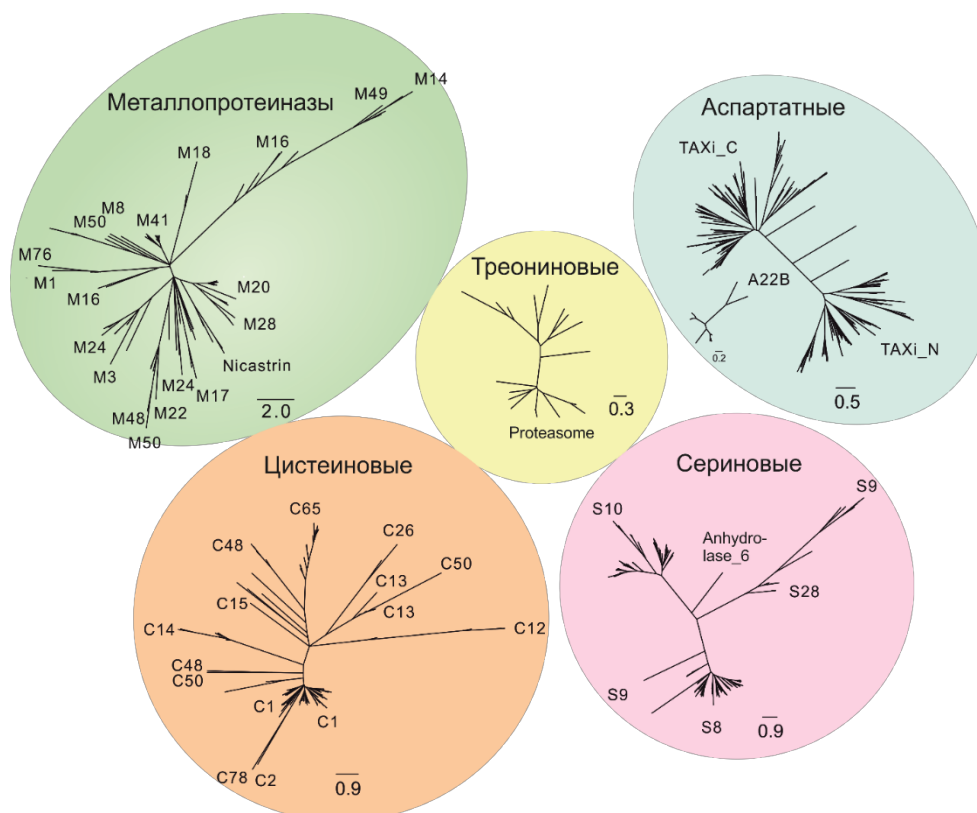 Металлопротеиназы
M14
M49
M16
M18
M8
M50
M41
M76
M1
M16
M20
M28
Nicastrin
M24
M3
M24
M17
M22
M48
M50
2.0
Аспартатные
TAXi_C
A22B
0.2
TAXi_N
0.5
Треониновые
0.3
Proteasome
Цистеиновые
C65
C26
C48
C50
C13
C13
C15
C14
C12
C48
C50
C1
C1
C78
C2
0.9
Сериновые
S9
S10
Anhydro-
lase_6
S28
S9
S8
0.9